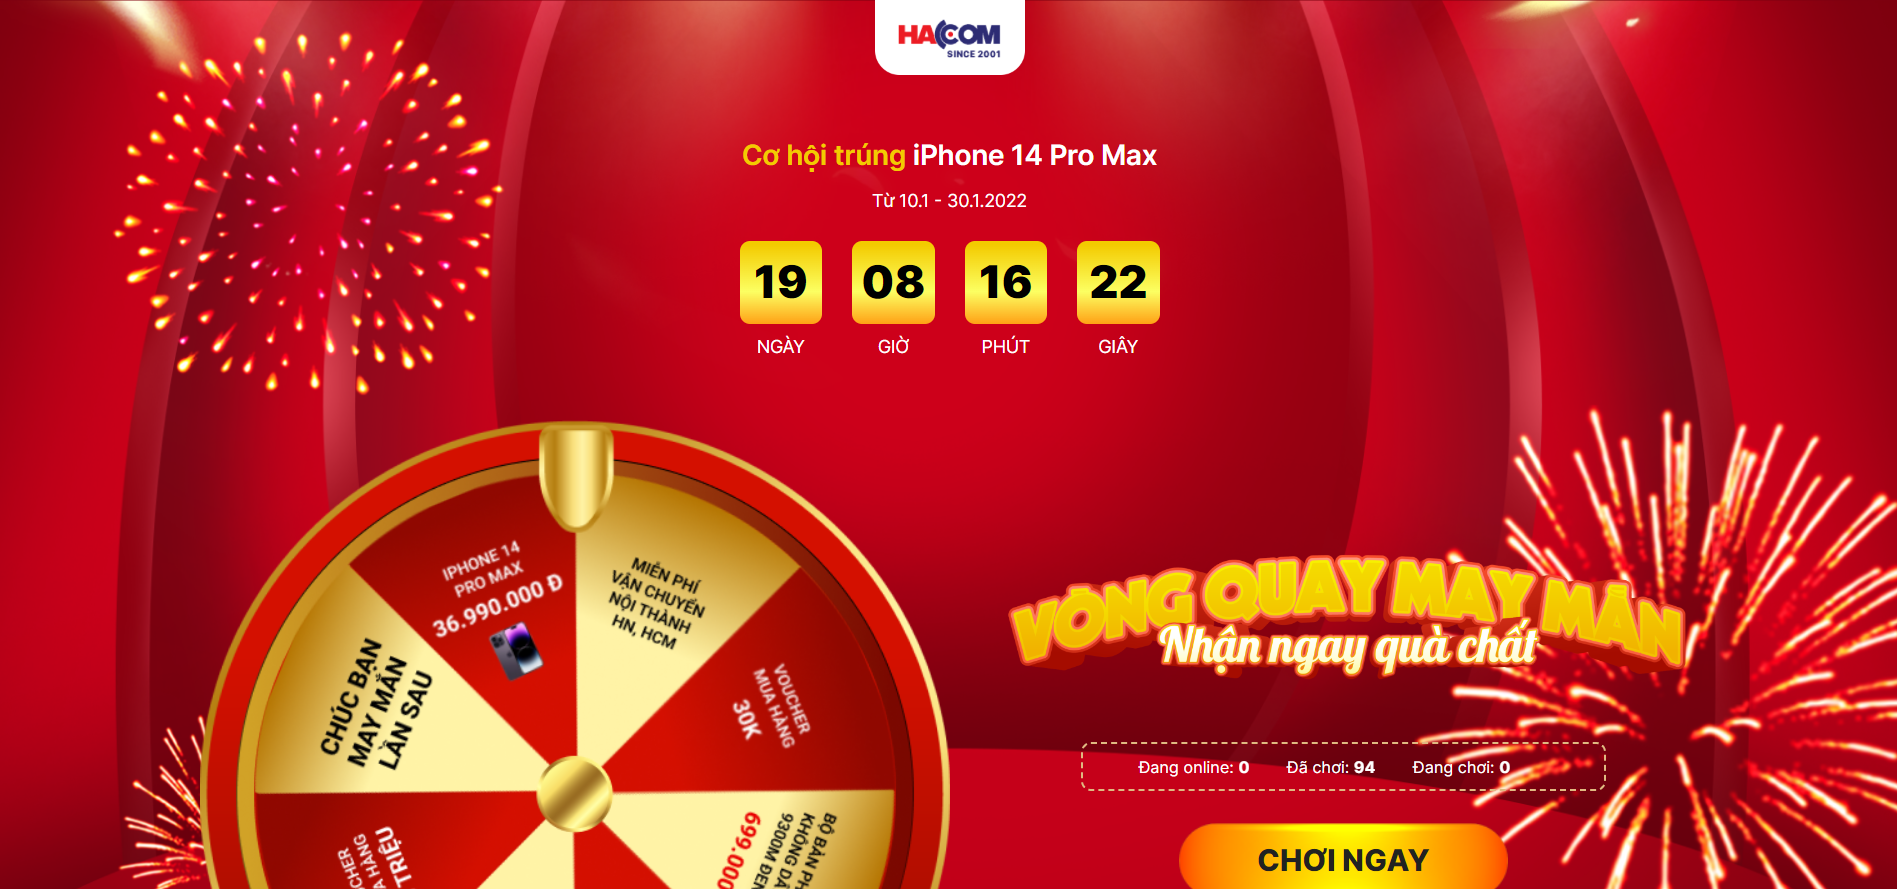 HACOM
SINCE 2001
Cơ hội trúng iPhone 14 Pro Max
Từ 10.1 - 30.1.2022
19 08 16 22
NGÀY GIỜ PHÚT GIÂY
IPHONE 14
PRO MAX
36.990.000 Đ
MIỄN PHÍ
VẬN CHUYỂN
NỘI THÀNH
HN, HCM
VOUCHER
MUA HÀNG
30K
CHÚC BẠN
MAY MẮN
LẦN SAU
TRIỆU
9300M ĐEN
VÒNG QUAY MAY MẮN
Nhận ngay quà chất
Đang online: 0 Đã chơi: 94 Đang chơi: 0
CHƠI NGAY